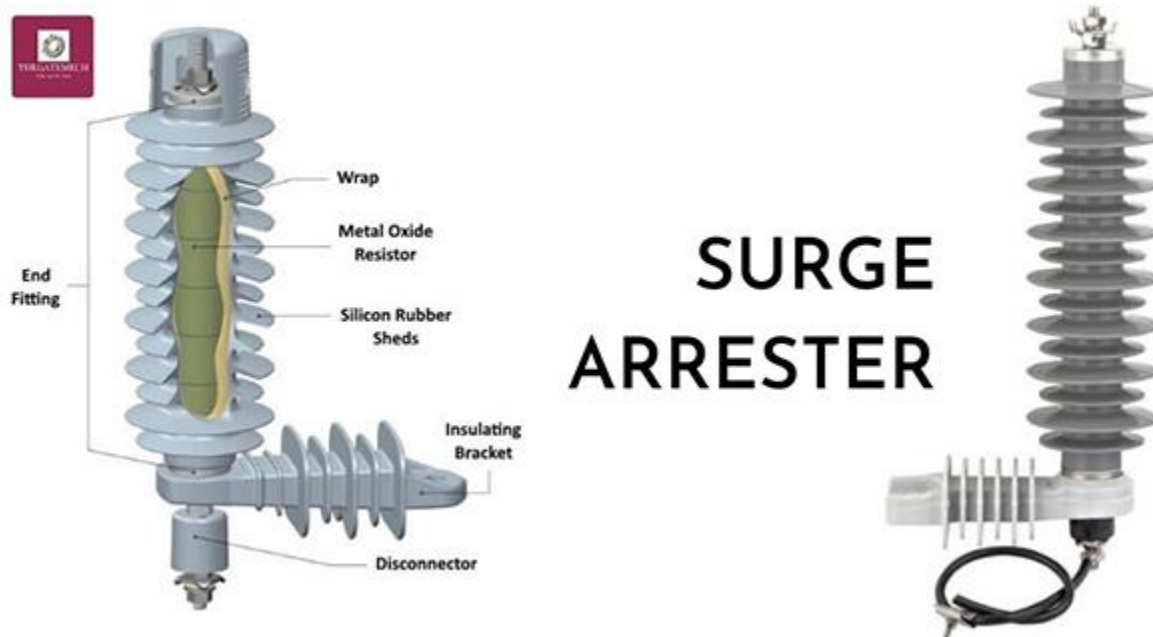 Wrap
Metal Oxide
Resistor
End
Fitting
Silicon Rubber
Sheds
Insulating
Bracket
Disconnector
SURGE
ARRESTER